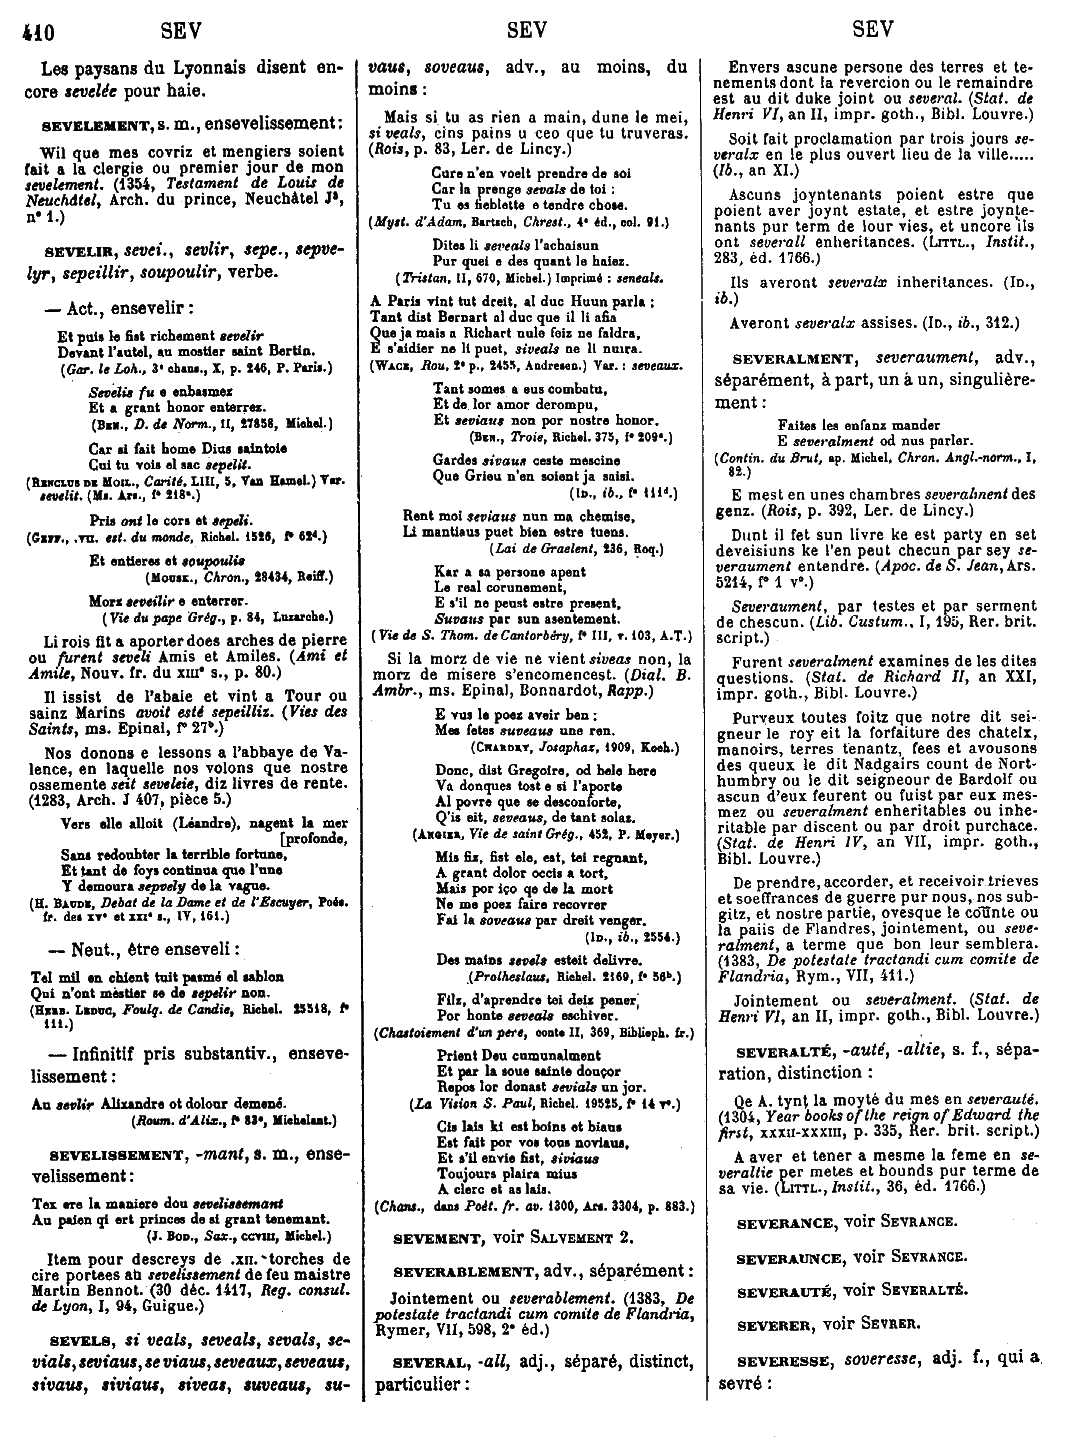 410
SEV
SEV
SEV
Les paysans du Lyonnais disent en-
core sevelée pour haie.
SEVELEMENT, s. m., ensevelissement :
Wil que mes covriz et mengiers soient
fait a la clergie ou premier jour de mon
sevelement. (1354, Testament de Louis de
Neuchâtel, Arch. du prince, Neuchâtel J⁸,
n° 1.)
SEVELIR, sevei., sevlir, sepe., sepve-
lyr, sepeillir, soupoulir, verbe.
— Act., ensevelir :
Et puis le fist richement sevelir
Devant l'autel, au mostier saint Bertin.
(Gar. le Loh., 3ᵉ chans., X, p. 246, P. Paris.)
Sevelis fu e enbasmez
Et a grant honor enterrez.
(BEN., D. de Norm., II, 27858, Michel.)
Car si fait home Dius saintoie
Cui tu vois el sac sepelit.
(RENCLUS DE MOIL., Carité, LIII, 5, Van Hamel.) Var.
sevelit. (Ms. Ars., f° 218ᵃ.)
Pris ont le cors et sepeli.
(GEFF., .VII. est. du monde, Richel. 1526, f° 62ᵈ.)
Et entieres et soupoulis
(MOUSK., Chron., 28434, Reiff.)
Mors seveilir e enterrer.
(Vie du pape Grég., p. 84, Luzarche.)
Li rois fit a aporter does arches de pierre
ou furent seveli Amis et Amiles. (Ami et
Amile, Nouv. fr. du XIIIᵉ s., p. 80.)
Il issist de l'abaie et vint a Tour ou
sainz Marins avoit esté sepeilliz. (Vies des
Saints, ms. Epinal, f° 27ᵇ.)
Nos donons e lessons a l'abbaye de Va-
lence, en laquelle nos volons que nostre
ossemente seit seveleie, diz livres de rente.
(1283, Arch. J 407, pièce 5.)
Vers elle alloit (Léandre), nagent la mer
[profonde,
Sans redoubter la terrible fortune,
Et tant de foys continua que l'une
Y demoura sepvely de la vague.
(H. BAUDE, Debat de la Dame et de l'Escuyer, Poés.
fr. des XVᵉ et XXIᵉ s., IV, 161.)
— Neut., être enseveli :
Tel mil en chient tuit pasmé el sablon
Qui n'ont mestier se de sepelir non.
(HERB. LEDUC, Foulq. de Candie, Richel. 25518, f°
111.)
— Infinitif pris substantiv., enseve-
lissement :
Au sevlir Alixandre ot dolour demené.
(Roum. d'Alix., f° 83ᵃ, Michelant.)
SEVELISSEMENT, -mant, s. m., ense-
velissement :
Tex ere la maniere dou sevelissemant
Au paien qi ert princes de si grant tenemant.
(J. BOD., Sax., CCVIII, Michel.)
Item pour descreys de .XII. torches de
cire portees au sevelissement de feu maistre
Martin Bennot. (30 déc. 1417, Reg. consul.
de Lyon, I, 94, Guigue.)
SEVELS, si veals, seveals, sevals, se-
vials, seviaus, se viaus, seveaux, seveaus,
sivaus, siviaus, siveas, suveaus, su-
vaus, soveaus, adv., au moins, du
moins :
Mais si tu as rien a main, dune le mei,
si veals, cins pains u ceo que tu truveras.
(Rois, p. 83, Ler. de Lincy.)
Cure n'en voelt prendre de soi
Car la prenge sevals de toi :
Tu es fieblette e tendre chose.
(Myst. d'Adam, Bartsch, Chrest., 4ᵉ éd., col. 91.)
Dites li seveals l'achaisun
Pur quei e des quant le haiez.
(Tristan, II, 670, Michel.) Imprimé : seneals.
A Paris vint tut dreit, al duc Huun parla ;
Tant dist Bernart al duc que il li afia
Que ja mais a Richart nule foiz ne faldra,
E s'aidier ne li puet, siveals ne li nuira.
(WACE, Rou, 2ᵉ p., 2455, Andresen.) Var. : seveaux.
Tant somes a eus combatu,
Et de lor amor derompu,
Et seviaus non por nostre honor.
(BEN., Troie, Richel. 375, f° 209ᵉ.)
Gardes sivaus ceste mescine
Que Grieu n'en soient ja saisi.
(ID., ib., f° 111ᵈ.)
Rent moi seviaus nun ma chemise,
Li mantiaus puet bien estre tuens.
(Lai de Graelent, 236, Roq.)
Kar a sa persone apent
Le real corunement,
E s'il ne peust estre present,
Suvaus par sun asentement.
(Vie de S. Thom. de Cantorbéry, f° III, v. 103, A.T.)
Si la morz de vie ne vient siveas non, la
morz de misere s'encomencest. (Dial. B.
Ambr., ms. Epinal, Bonnardot, Rapp.)
E vus le poez aveir ben :
Mes fetes suveaus une ren.
(CHARDRY, Josaphaz, 1909, Koch.)
Donc, dist Gregoire, od bele here
Va donques tost e si l'aporte
Al povre que se desconforte,
Q'is eit, seveaus, de tant solaz.
(ANGIER, Vie de saint Grég., 452, P. Meyer.)
Mis fiz, fist ele, est, tei regnant,
A grant dolor occis a tort,
Mais por iço qe de la mort
Ne me poez faire recovrer
Fai la soveaus par dreit venger.
(ID., ib., 2554.)
Des mains sevels esteit delivre.
(Protheslaus, Richel. 2169, f° 56ᵇ.)
Filz, d'aprendre toi deiz pener,
Por honte seveals eschiver.
(Chastoiement d'un pere, conte II, 369, Biblioph. fr.)
Prient Deu cumunalment
Et par la soue sainte douçor
Repos lor donast sevials un jor.
(La Vision S. Paul, Richel. 19525, f° 14 v°.)
Cis lais ki est boins et biaus
Est fait por vos tous noviaus,
Et s'il envie fist, siviaus
Toujours plaira mius
A clerc et as lais.
(Chans., dans Poët. fr. av. 1300, Ars. 3304, p. 883.)
SEVEMENT, voir SALVEMENT 2.
SEVERABLEMENT, adv., séparément :
Jointement ou severablement. (1383, De
potestate tractandi cum comite de Flandria,
Rymer, VII, 598, 2ᵉ éd.)
SEVERAL, -all, adj., séparé, distinct,
particulier :
Envers ascune persone des terres et te-
nements dont la revercion ou le remaindre
est au dit duke joint ou several. (Stat. de
Henri VI, an II, impr. goth., Bibl. Louvre.)
Soit fait proclamation par trois jours se-
veralx en le plus ouvert lieu de la ville.....
(Ib., an XI.)
Ascuns joyntenants poient estre que
poient aver joynt estate, et estre joynte-
nants pur term de lour vies, et uncore ils
ont severall enheritances. (LITTL., Instit.,
283, éd. 1766.)
Ils averont severalx inheritances. (ID.,
ib.)
Averont severalx assises. (ID., ib., 312.)
SEVERALMENT, severaument, adv.,
séparément, à part, un à un, singulière-
ment :
Faites les enfanz mander
E severalment od nus parler.
(Contin. du Brut, ap. Michel, Chron. Angl.-norm., I,
82.)
E mest en unes chambres severalment des
genz. (Rois, p. 392, Ler. de Lincy.)
Dunt il fet sun livre ke est party en set
deveisiuns ke l'en peut checun par sey se-
veraument entendre. (Apoc. de S. Jean, Ars.
5214, f° 1 v°.)
Severaument, par testes et par serment
de chescun. (Lib. Custum., I, 195, Rer. brit.
script.)
Furent severalment examines de les dites
questions. (Stat. de Richard II, an XXI,
impr. goth., Bibl. Louvre.)
Purveux toutes foitz que notre dit sei-
gneur le roy eit la forfaiture des chatelx,
manoirs, terres tenantz, fees et avousons
des queux le dit Nadgairs count de Nort-
humbry ou le dit seigneour de Bardolf ou
ascun d'eux feurent ou fuist par eux mes-
mez ou severalment enheritables ou inhe-
ritable par discent ou par droit purchace.
(Stat. de Henri IV, an VII, impr. goth.,
Bibl. Louvre.)
De prendre, accorder, et receivoir trieves
et soeffrances de guerre pur nous, nos sub-
gitz, et nostre partie, ovesque le counte ou
la paiis de Flandres, jointement, ou seve-
ralment, a terme que bon leur semblera.
(1383, De potestate tractandi cum comite de
Flandria, Rym., VII, 411.)
Jointement ou severalment. (Stat. de
Henri VI, an II, impr. goth., Bibl. Louvre.)
SEVERALTÉ, -auté, -altie, s. f., sépa-
ration, distinction :
Qe A. tynt la moyté du mes en severauté.
(1304, Year books of the reign of Edward the
first, XXXII-XXXIII, p. 335, Rer. brit. script.)
A aver et tener a mesme la feme en se-
veraltie per metes et bounds pur terme de
sa vie. (LITTL., Instit., 36, éd. 1766.)
SEVERANCE, voir SEVRANCE.
SEVERAUNCE, voir SEVRANCE.
SEVERAUTÉ, voir SEVERALTÉ.
SEVERER, voir SEVRER.
SEVERESSE, soveresse, adj. f., qui a
sevré :